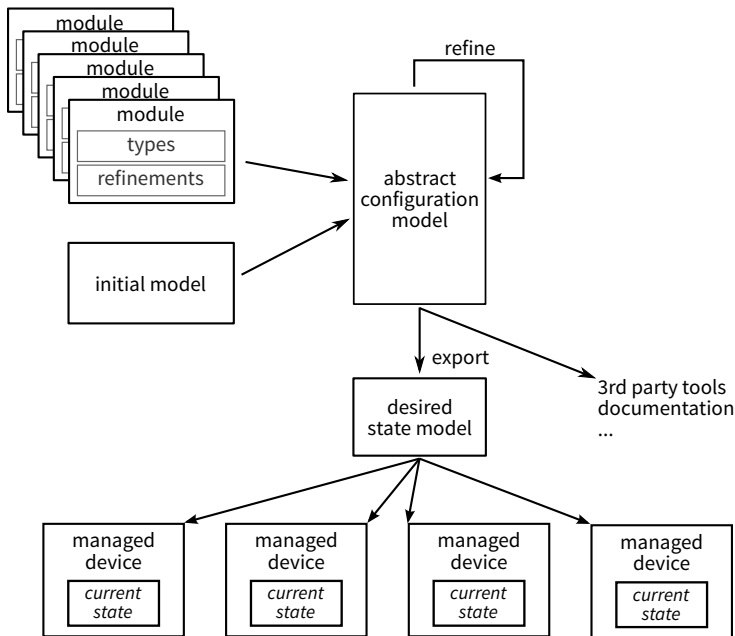 module
module
module
module
module
types
refinements
initial model
refine
abstract
configuration
model
export
3rd party tools
documentation
...
desired
state model
managed
device
current
state
managed
device
current
state
managed
device
current
state
managed
device
current
state